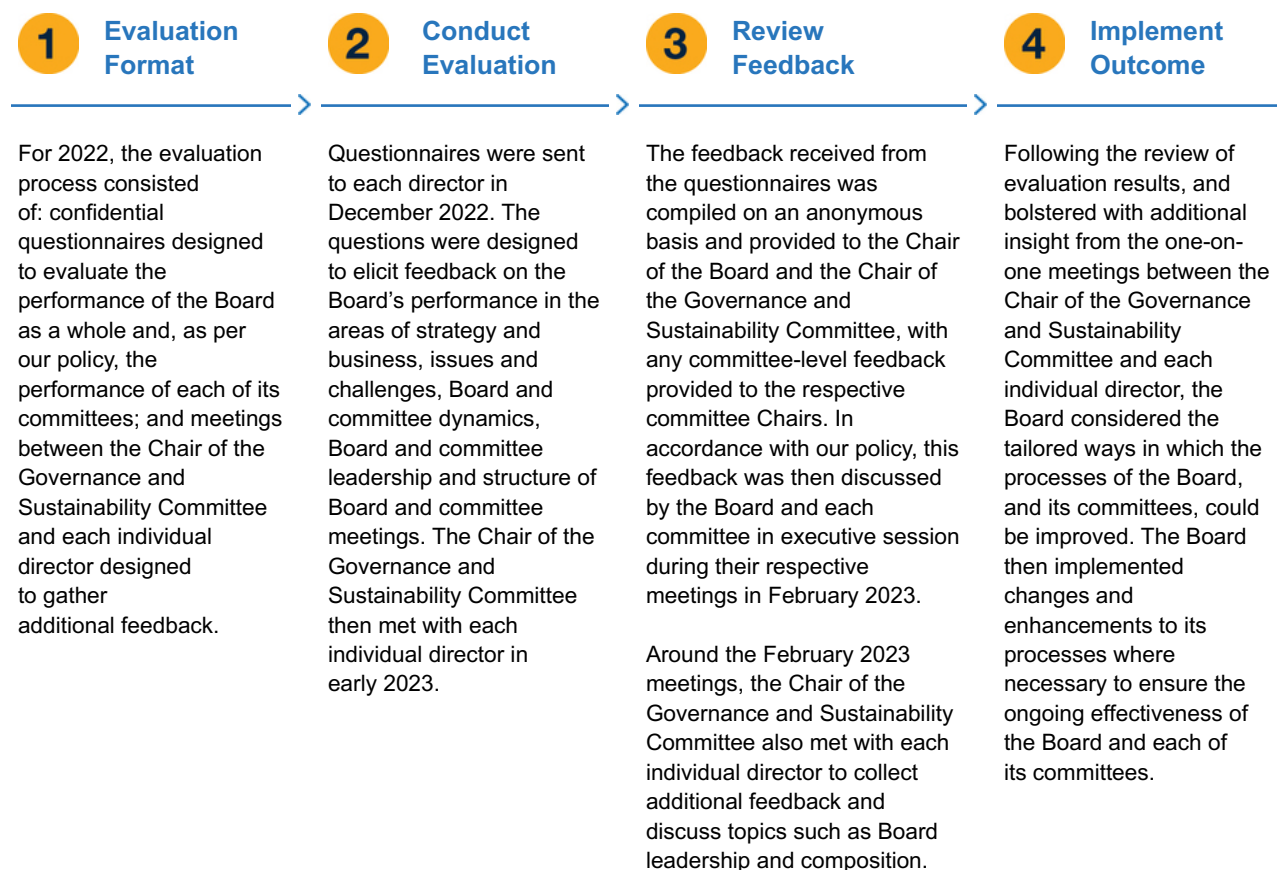 1
Evaluation
Format
For 2022, the evaluation
process consisted
of: confidential
questionnaires designed
to evaluate the
performance of the Board
as a whole and, as per
our policy, the
performance of each of its
committees; and meetings
between the Chair of the
Governance and
Sustainability Committee
and each individual
director designed
to gather
additional feedback.
2
Conduct
Evaluation
Questionnaires were sent
to each director in
December 2022. The
questions were designed
to elicit feedback on the
Board’s performance in the
areas of strategy and
business, issues and
challenges, Board and
committee dynamics,
Board and committee
leadership and structure of
Board and committee
meetings. The Chair of the
Governance and
Sustainability Committee
then met with each
individual director in
early 2023.
3
Review
Feedback
The feedback received from
the questionnaires was
compiled on an anonymous
basis and provided to the Chair
of the Board and the Chair of
the Governance and
Sustainability Committee, with
any committee-level feedback
provided to the respective
committee Chairs. In
accordance with our policy, this
feedback was then discussed
by the Board and each
committee in executive session
during their respective
meetings in February 2023.
Around the February 2023
meetings, the Chair of the
Governance and Sustainability
Committee also met with each
individual director to collect
additional feedback and
discuss topics such as Board
leadership and composition.
4
Implement
Outcome
Following the review of
evaluation results, and
bolstered with additional
insight from the one-on-
one meetings between the
Chair of the Governance
and Sustainability
Committee and each
individual director, the
Board considered the
tailored ways in which the
processes of the Board,
and its committees, could
be improved. The Board
then implemented
changes and
enhancements to its
processes where
necessary to ensure the
ongoing effectiveness of
the Board and each of
its committees.